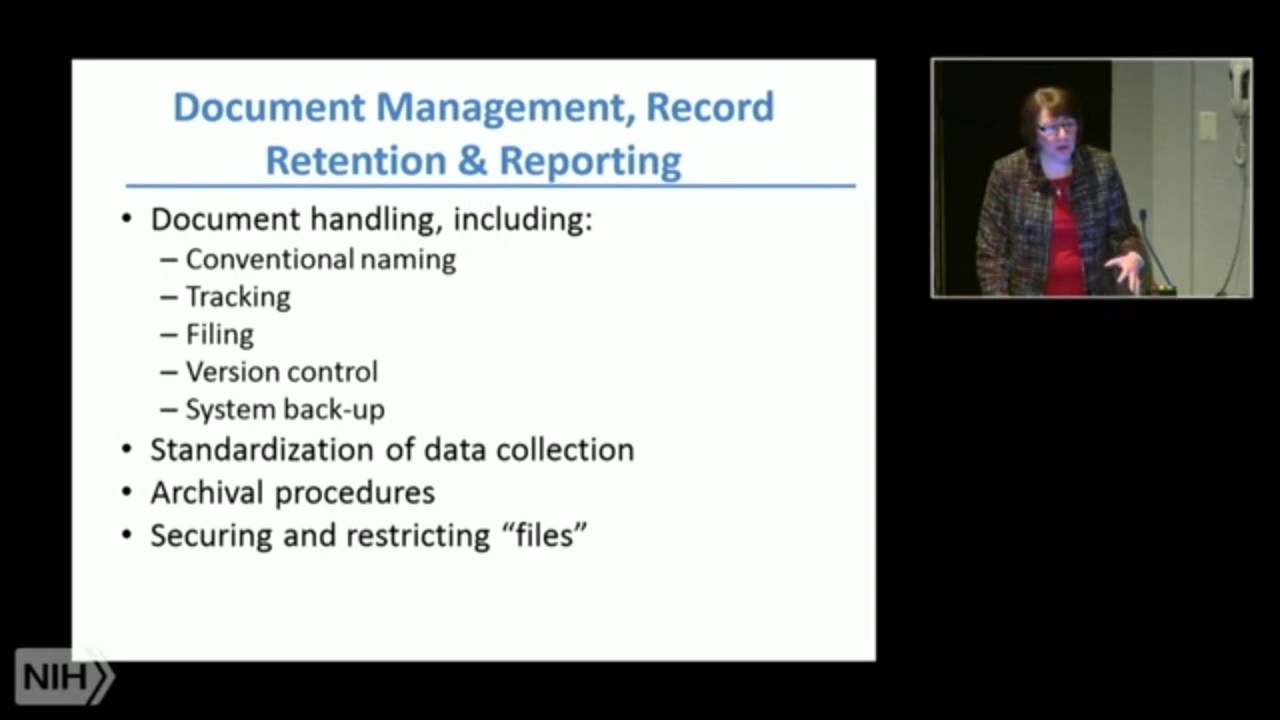 Document Management, Record
Retention & Reporting
• Document handling, including:
– Conventional naming
– Tracking
– Filing
– Version control
– System back-up
• Standardization of data collection
• Archival procedures
• Securing and restricting “files”
NIH